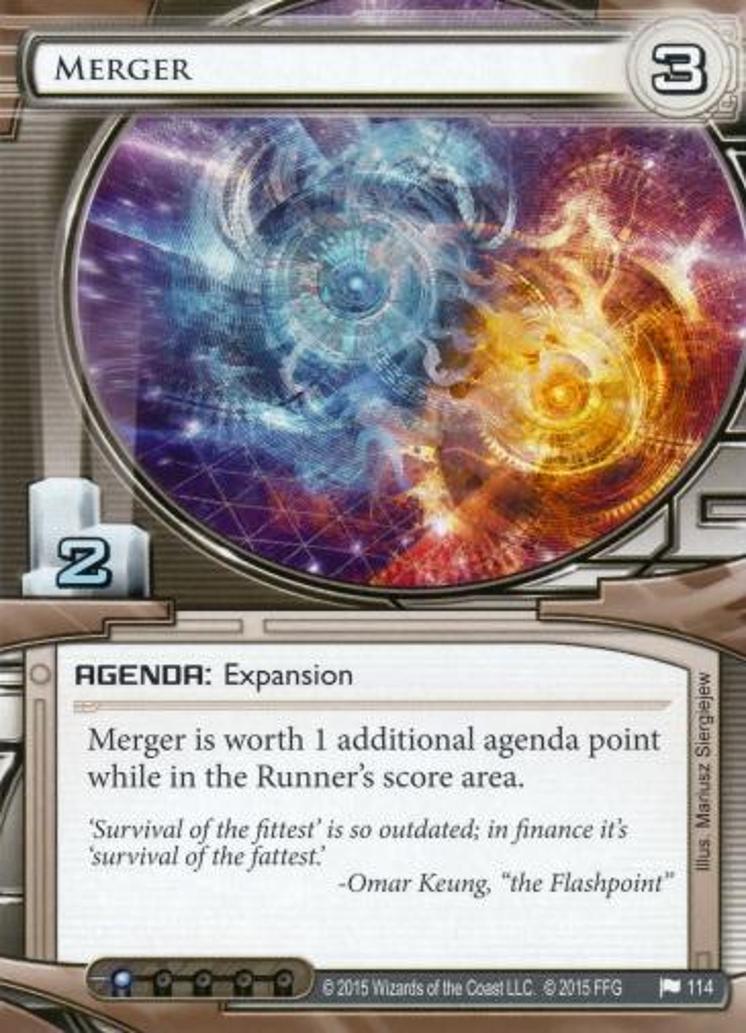 MERGER
3
2
AGENDA: Expansion
Merger is worth 1 additional agenda point
while in the Runner's score area.
'Survival of the fittest' is so outdated; in finance it's
'survival of the fattest.'
-Omar Keung, "the Flashpoint"
Illus. Mariusz Siergiejew
© 2015 Wizards of the Coast LLC. © 2015 FFG
114